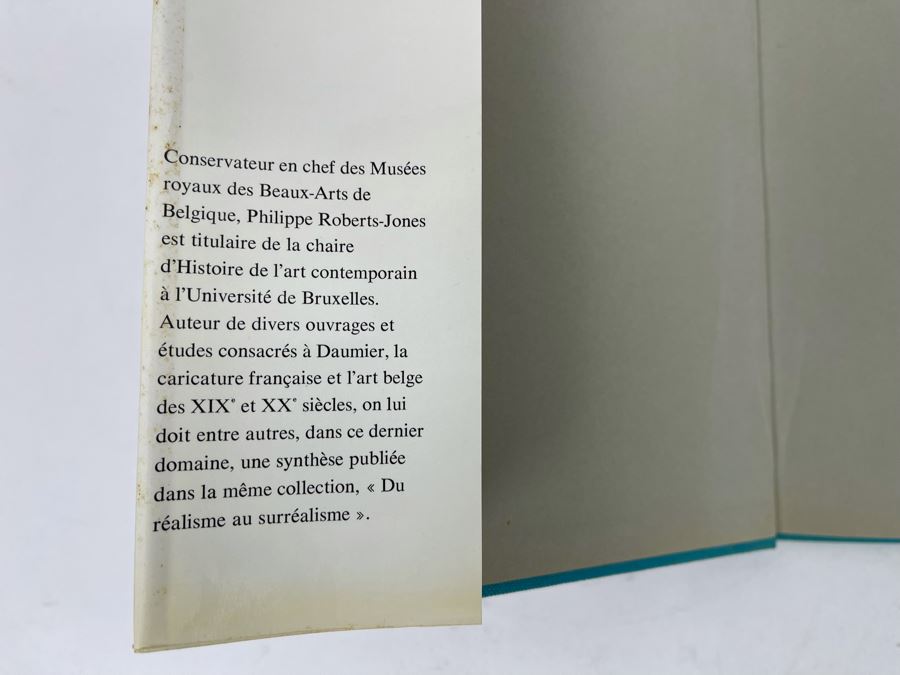 Conservateur en chef des Musées
royaux des Beaux-Arts de
Belgique, Philippe Roberts-Jones
est titulaire de la chaire
d’Histoire de l’art contemporain
à l’Université de Bruxelles.
Auteur de divers ouvrages et
études consacrés à Daumier, la
caricature française et l’art belge
des XIXᵉ et XXᵉ siècles, on lui
doit entre autres, dans ce dernier
domaine, une synthèse publiée
dans la même collection, « Du
réalisme au surréalisme ».